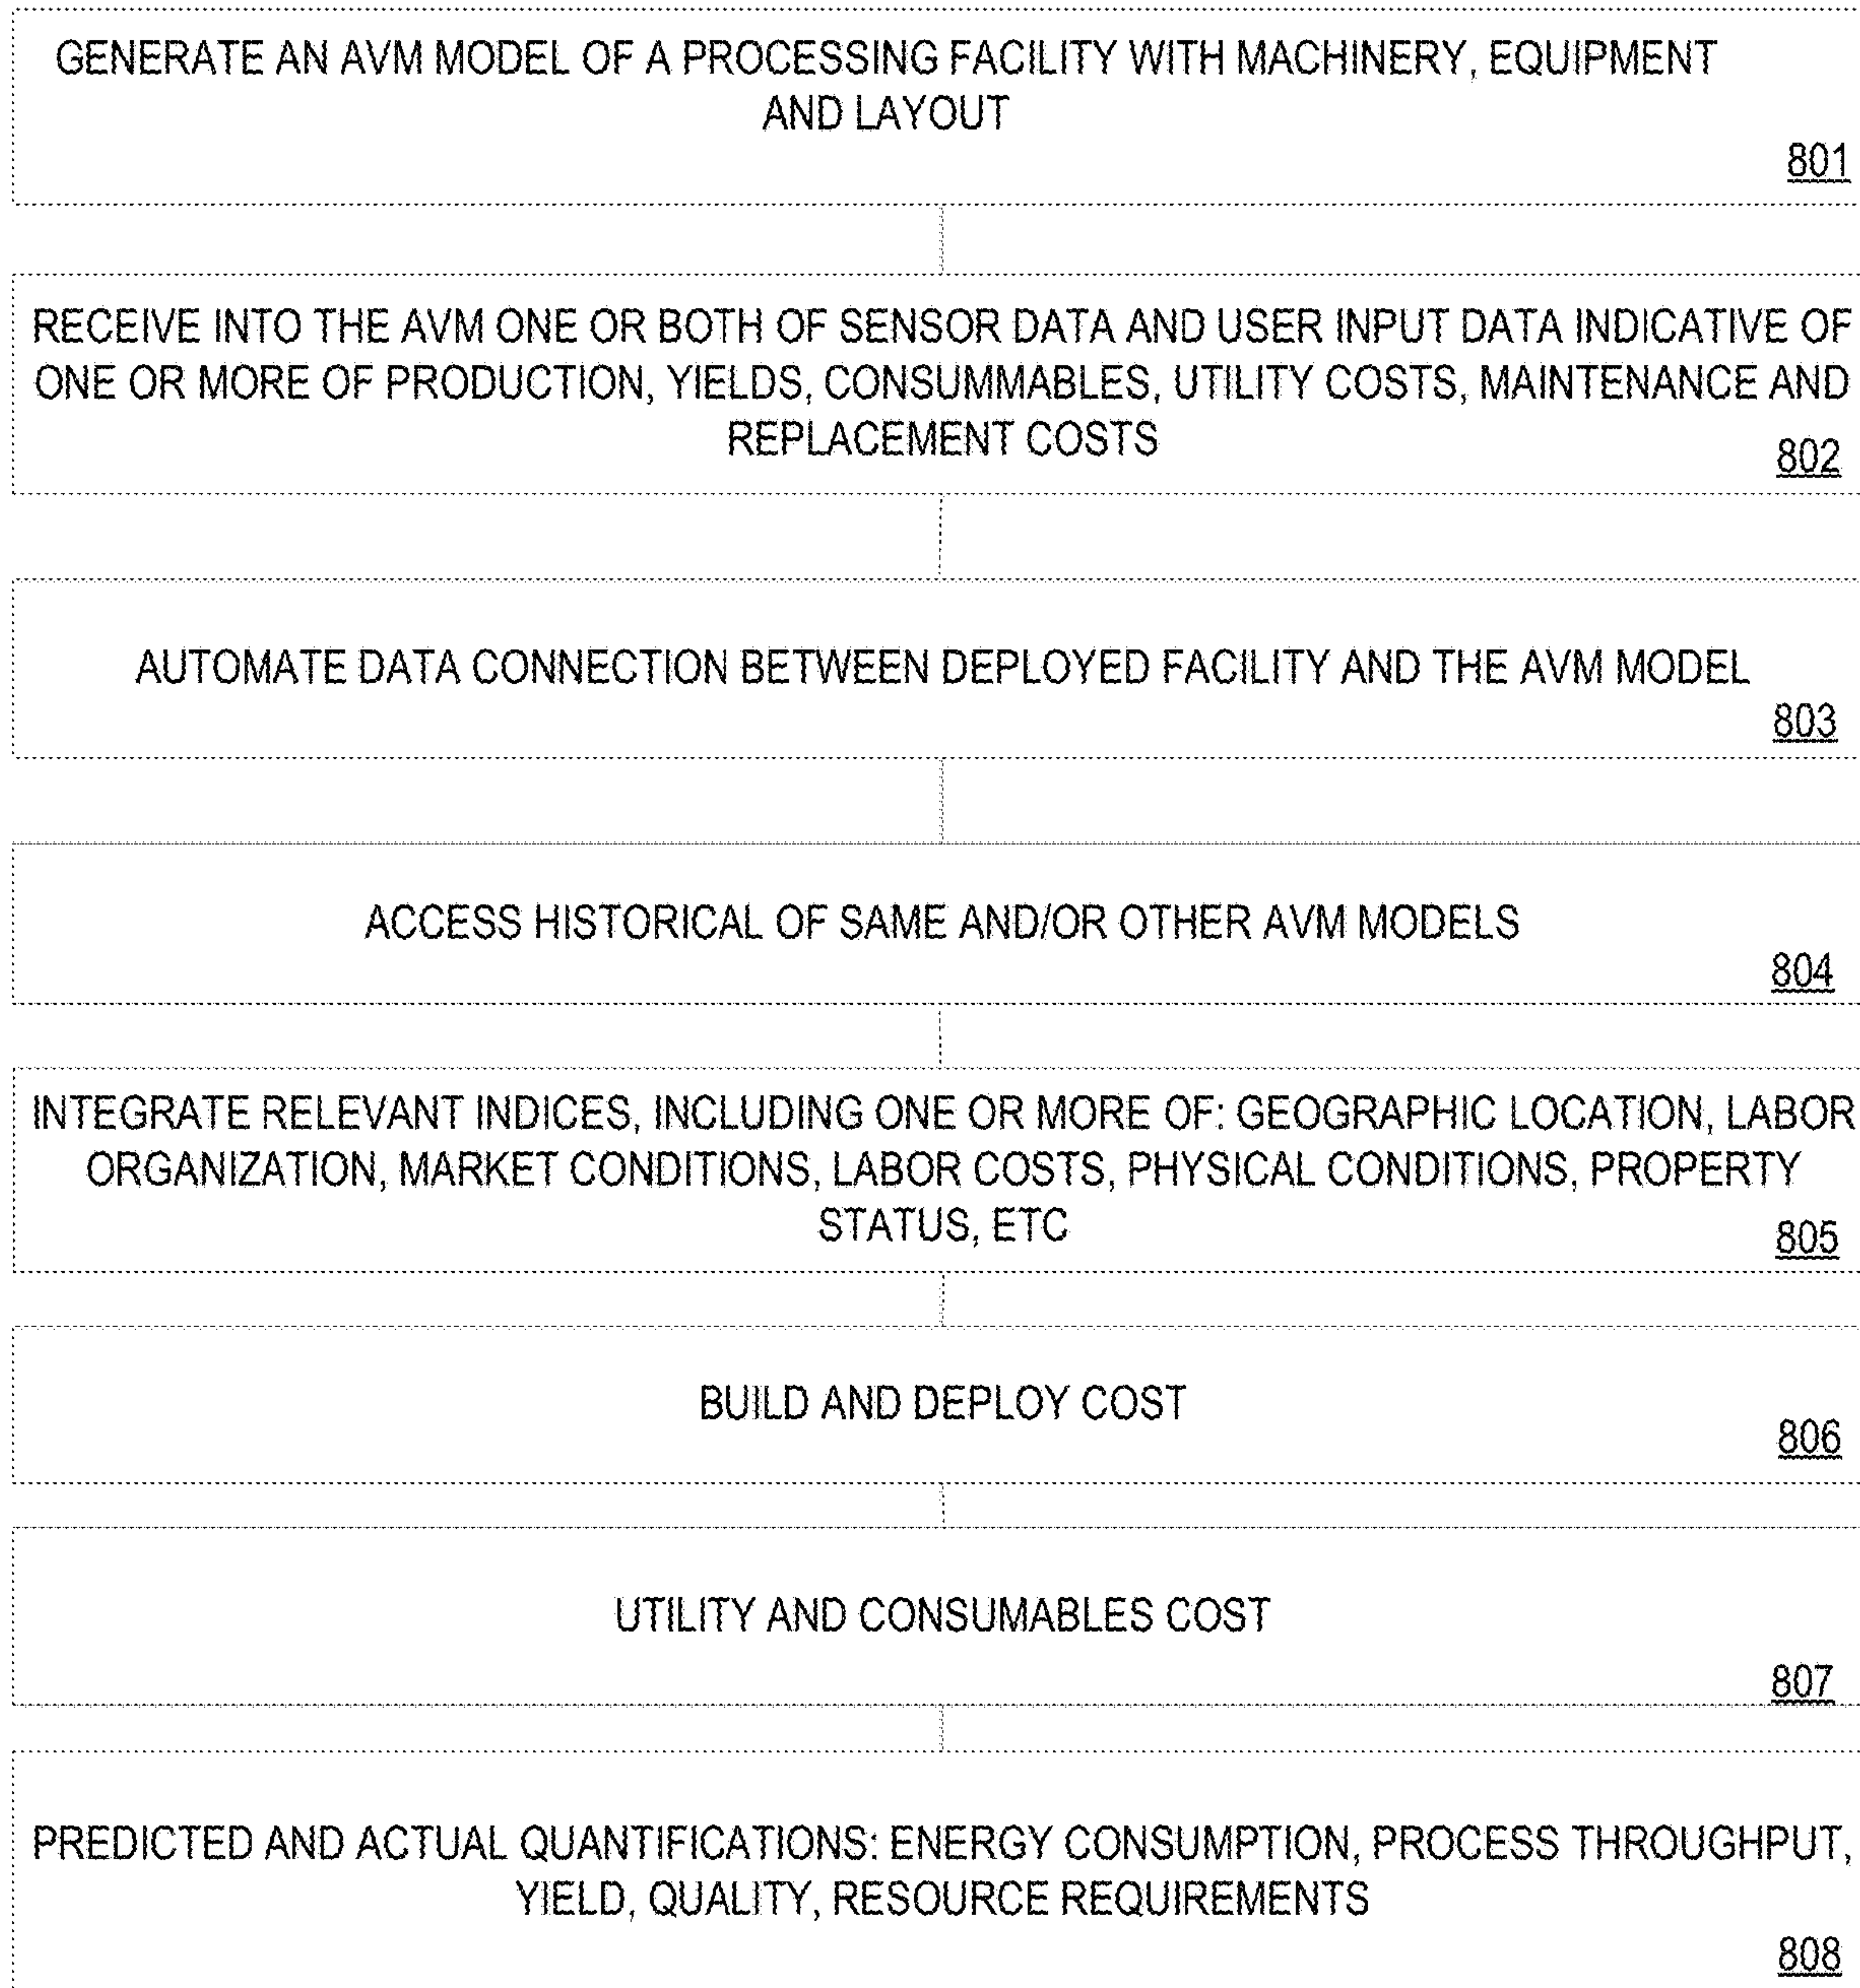 GENERATE AN AVM MODEL OF A PROCESSING FACILITY WITH MACHINERY, EQUIPMENT
AND LAYOUT
801
RECEIVE INTO THE AVM ONE OR BOTH OF SENSOR DATA AND USER INPUT DATA INDICATIVE OF
ONE OR MORE OF PRODUCTION, YIELDS, CONSUMMABLES, UTILITY COSTS, MAINTENANCE AND
REPLACEMENT COSTS
802
AUTOMATE DATA CONNECTION BETWEEN DEPLOYED FACILITY AND THE AVM MODEL
803
ACCESS HISTORICAL OF SAME AND/OR OTHER AVM MODELS
804
INTEGRATE RELEVANT INDICES, INCLUDING ONE OR MORE OF: GEOGRAPHIC LOCATION, LABOR
ORGANIZATION, MARKET CONDITIONS, LABOR COSTS, PHYSICAL CONDITIONS, PROPERTY
STATUS, ETC
805
BUILD AND DEPLOY COST
806
UTILITY AND CONSUMABLES COST
807
PREDICTED AND ACTUAL QUANTIFICATIONS: ENERGY CONSUMPTION, PROCESS THROUGHPUT,
YIELD, QUALITY, RESOURCE REQUIREMENTS
808